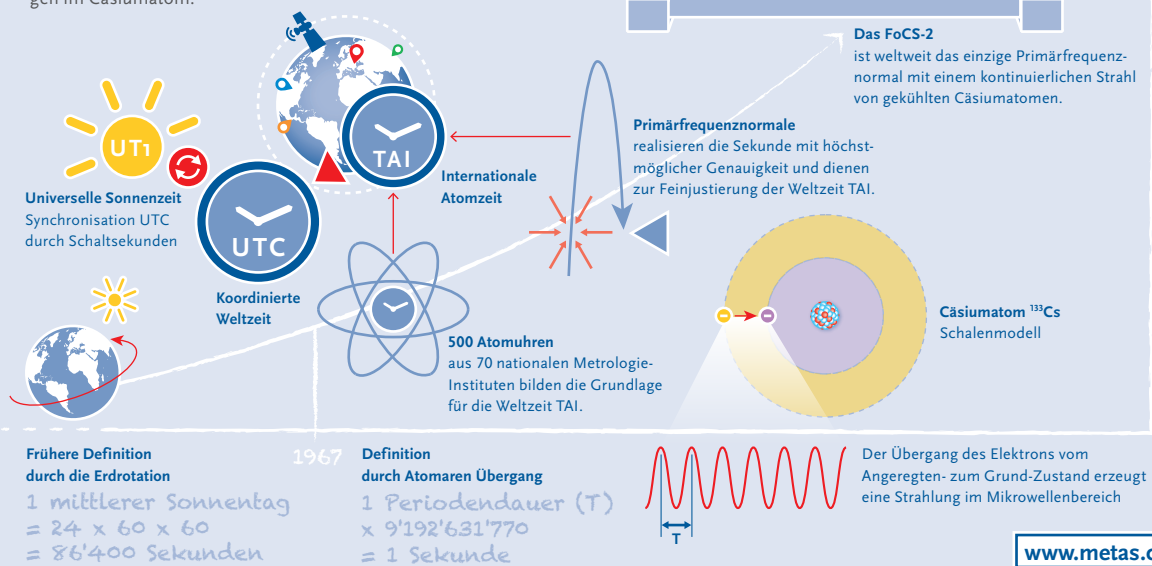 gen im Cäsiumatom.
Das FoCS-2
ist weltweit das einzige Primärfrequenz-
normal mit einem kontinuierlichen Strahl
von gekühlten Cäsiumatomen.
Primärfrequenznormale
realisieren die Sekunde mit höchst-
möglicher Genauigkeit und dienen
zur Feinjustierung der Weltzeit TAI.
UT1
TAI
Internationale
Atomzeit
Universelle Sonnenzeit
Synchronisation UTC
durch Schaltsekunden
UTC
Koordinierte
Weltzeit
500 Atomuhren
aus 70 nationalen Metrologie-
Instituten bilden die Grundlage
für die Weltzeit TAI.
Cäsiumatom ¹³³Cs
Schalenmodell
Frühere Definition
durch die Erdrotation
1 mittlerer Sonnentag
= 24 x 60 x 60
= 86'400 Sekunden
1967
Definition
durch Atomaren Übergang
1 Periodendauer (T)
x 9'192'631'770
= 1 Sekunde
T
Der Übergang des Elektrons vom
Angeregten- zum Grund-Zustand erzeugt
eine Strahlung im Mikrowellenbereich
www.metas.c